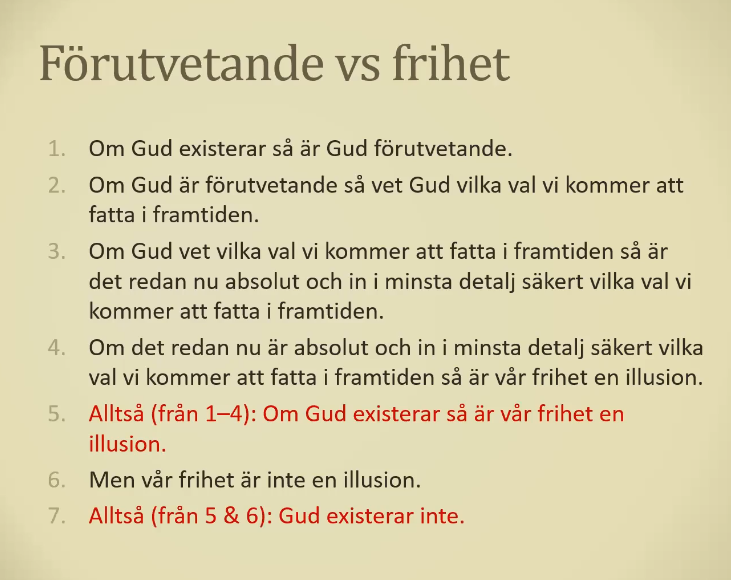 Förutvetande vs frihet
1. Om Gud existerar så är Gud förutvetande.
2. Om Gud är förutvetande så vet Gud vilka val vi kommer att
fatta i framtiden.
3. Om Gud vet vilka val vi kommer att fatta i framtiden så är
det redan nu absolut och in i minsta detalj säkert vilka val vi
kommer att fatta i framtiden.
4. Om det redan nu är absolut och in i minsta detalj säkert vilka
val vi kommer att fatta i framtiden så är vår frihet en illusion.
5. Alltså (från 1–4): Om Gud existerar så är vår frihet en
illusion.
6. Men vår frihet är inte en illusion.
7. Alltså (från 5 & 6): Gud existerar inte.